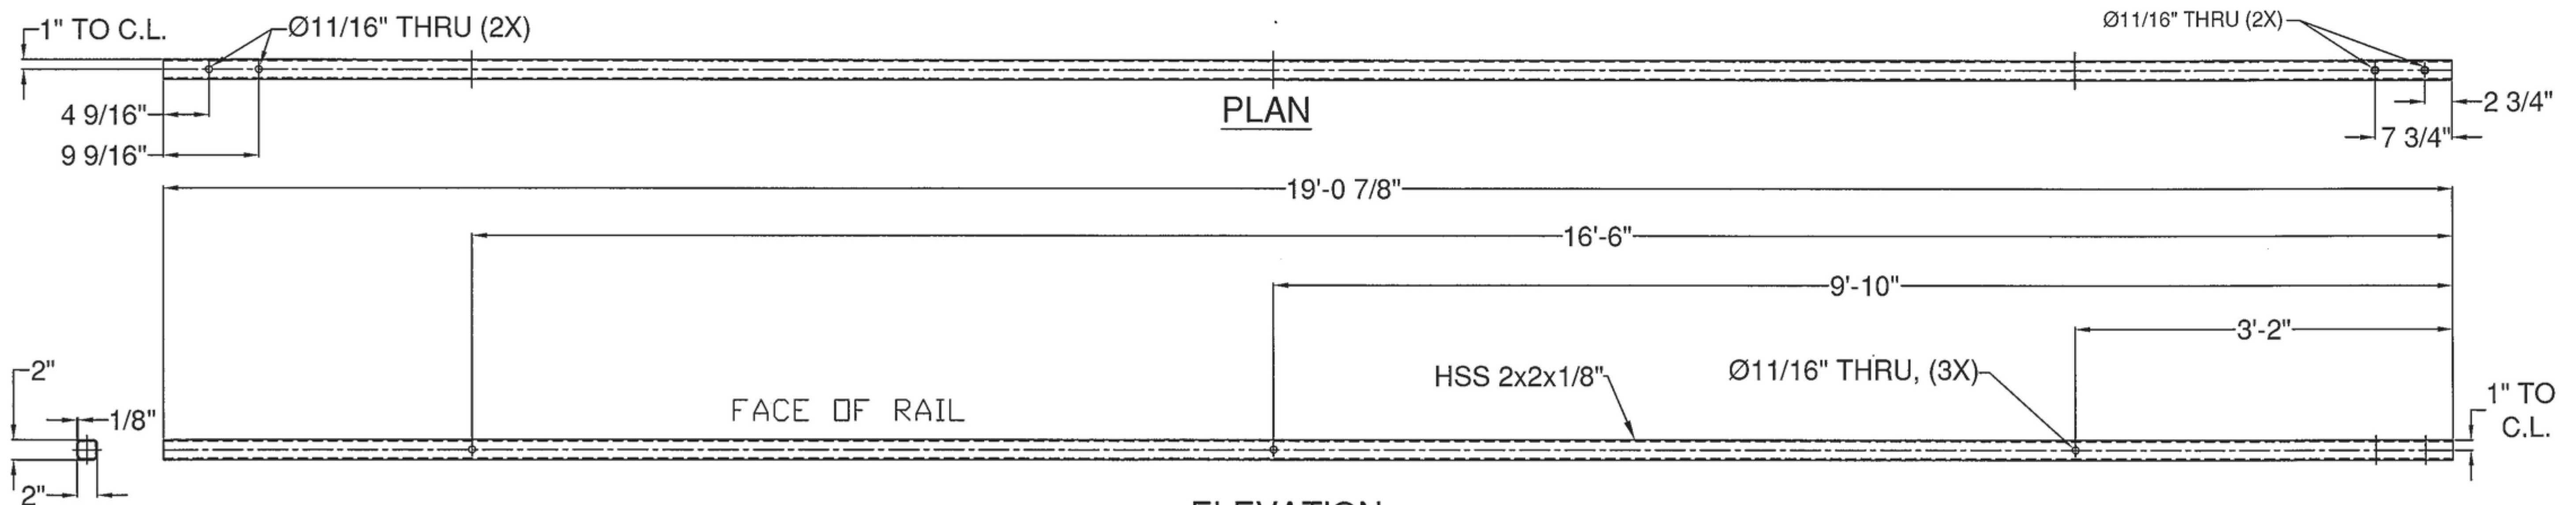 1" TO C.L.
Ø11/16" THRU (2X)
Ø11/16" THRU (2X)
4 9/16"
9 9/16"
PLAN
2 3/4"
7 3/4"
19'-0 7/8"
16'-6"
9'-10"
3'-2"
2"
1/8"
FACE OF RAIL
HSS 2x2x1/8"
Ø11/16" THRU, (3X)
1" TO
C.L.
2"
ELEVATION